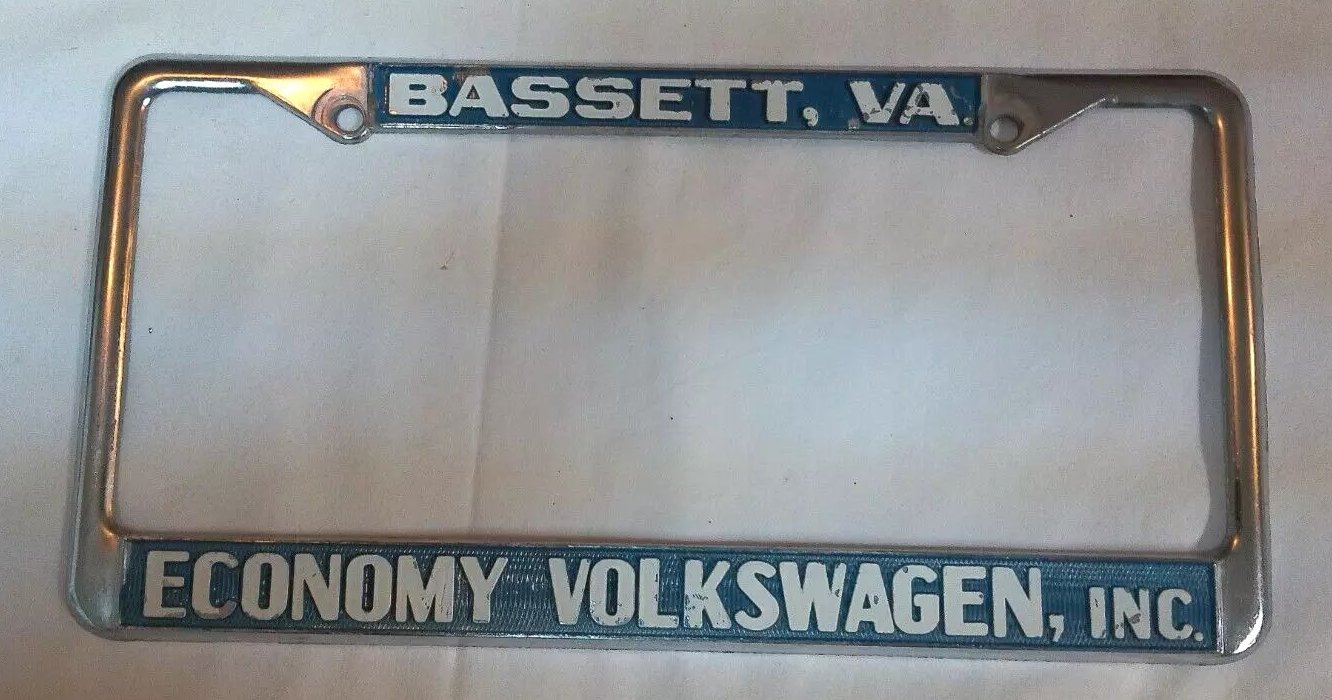 BASSETT, VA.
ECONOMY VOLKSWAGEN, INC.